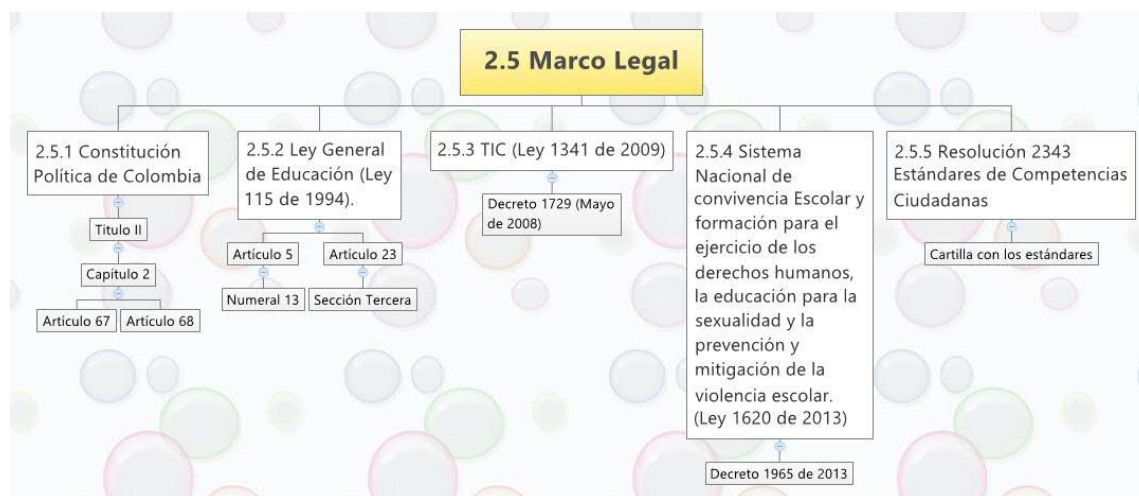 2.5 Marco Legal
2.5.1 Constitución
Política de Colombia
Titulo II
Capítulo 2
Artículo 67
Artículo 68
2.5.2 Ley General
de Educación (Ley
115 de 1994).
Artículo 5
Numeral 13
Artículo 23
Sección Tercera
2.5.3 TIC (Ley 1341 de 2009)
Decreto 1729 (Mayo
de 2008)
2.5.4 Sistema
Nacional de
convivencia Escolar y
formación para el
ejercicio de los
derechos humanos,
la educación para la
sexualidad y la
prevención y
mitigación de la
violencia escolar.
(Ley 1620 de 2013)
Decreto 1965 de 2013
2.5.5 Resolución 2343
Estándares de Competencias
Ciudadanas
Cartilla con los estándares